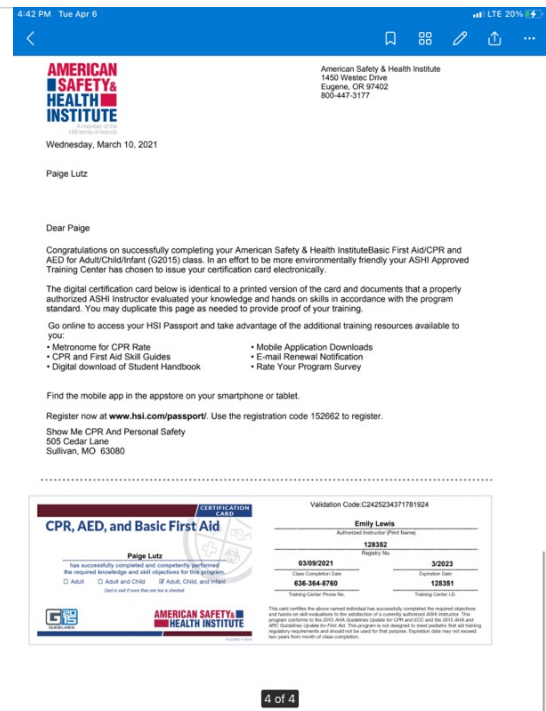 4:42 PM Tue Apr 6
LTE 20%
AMERICAN
SAFETY&
HEALTH
INSTITUTE
A member of the
HSI family of brands
American Safety & Health Institute
1450 Westec Drive
Eugene, OR 97402
800-447-3177
Wednesday, March 10, 2021
Paige Lutz
Dear Paige
Congratulations on successfully completing your American Safety & Health InstituteBasic First Aid/CPR and
AED for Adult/Child/Infant (G2015) class. In an effort to be more environmentally friendly your ASHI Approved
Training Center has chosen to issue your certification card electronically.
The digital certification card below is identical to a printed version of the card and documents that a properly
authorized ASHI Instructor evaluated your knowledge and hands on skills in accordance with the program
standard. You may duplicate this page as needed to provide proof of your training.
Go online to access your HSI Passport and take advantage of the additional training resources available to
you:
• Metronome for CPR Rate
• CPR and First Aid Skill Guides
• Digital download of Student Handbook
• Mobile Application Downloads
• E-mail Renewal Notification
• Rate Your Program Survey
Find the mobile app in the appstore on your smartphone or tablet.
Register now at www.hsi.com/passport/. Use the registration code 152662 to register.
Show Me CPR And Personal Safety
505 Cedar Lane
Sullivan, MO 63080
CERTIFICATION
CARD
CPR, AED, and Basic First Aid
Paige Lutz
has successfully completed and competently performed
the required knowledge and skill objectives for this program.
Adult Adult and Child Adult, Child, and Infant
Card is void if more than one box is checked.
G2015
GUIDELINES
AMERICAN SAFETY&
HEALTH INSTITUTE
Validation Code:C2425234371781924
Emily Lewis
Authorized Instructor (Print Name)
128352
Registry No.
03/09/2021 3/2023
Class Completion Date Expiration Date
636-364-8760 128351
Training Center Phone No. Training Center I.D.
This card certifies the above named individual has successfully completed the required objectives
and hands-on skill evaluations to the satisfaction of a currently authorized ASHI Instructor. This
program conforms to the 2015 AHA Guidelines Update for CPR and ECC and the 2015 AHA and
ARC Guidelines Update for First Aid. This program is not designed to meet pediatric first aid training
regulatory requirements and should not be used for that purpose. Expiration date may not exceed
two years from month of class completion.
4 of 4